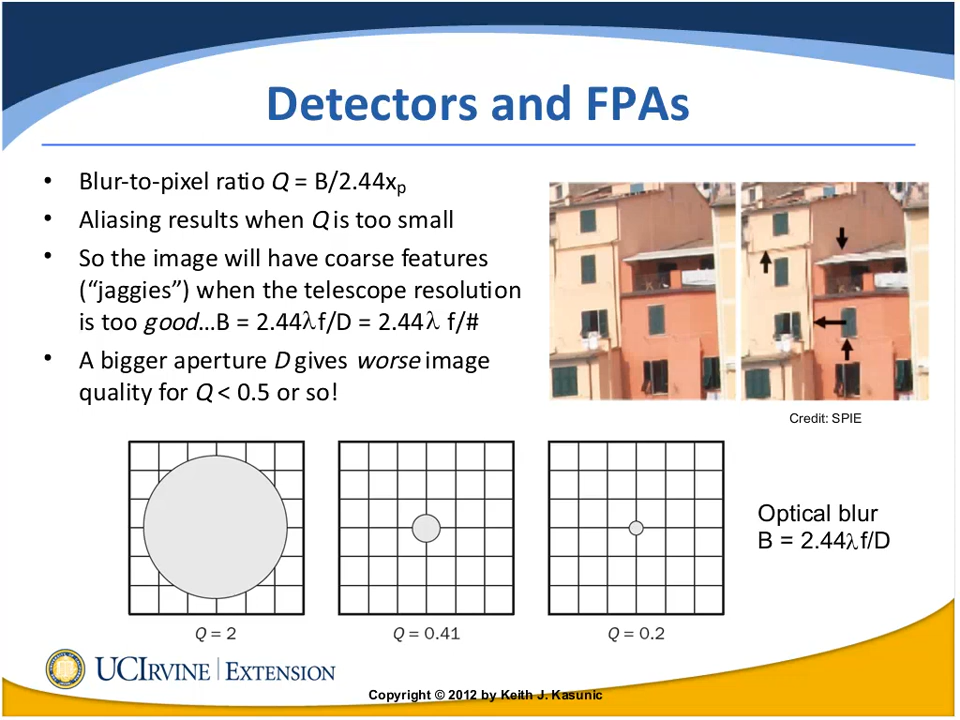 Detectors and FPAs
• Blur-to-pixel ratio Q = B/2.44xₚ
• Aliasing results when Q is too small
• So the image will have coarse features
(“jaggies”) when the telescope resolution
is too good…B = 2.44λf/D = 2.44λ f/#
• A bigger aperture D gives worse image
quality for Q < 0.5 or so!
Credit: SPIE
Optical blur
B = 2.44λf/D
Q = 2
Q = 0.41
Q = 0.2
UCIRVINE | EXTENSION
Copyright © 2012 by Keith J. Kasunic